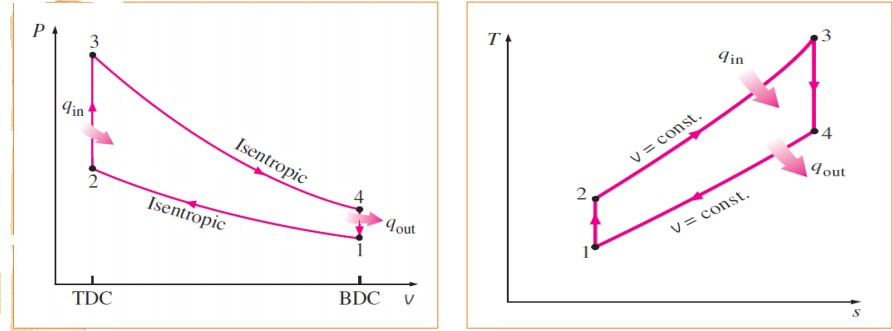 P
3
q_in
Isentropic
2
Isentropic
4
q_out
1
TDC
BDC
v
T
3
q_in
v = const.
4
q_out
2
v = const.
1
s